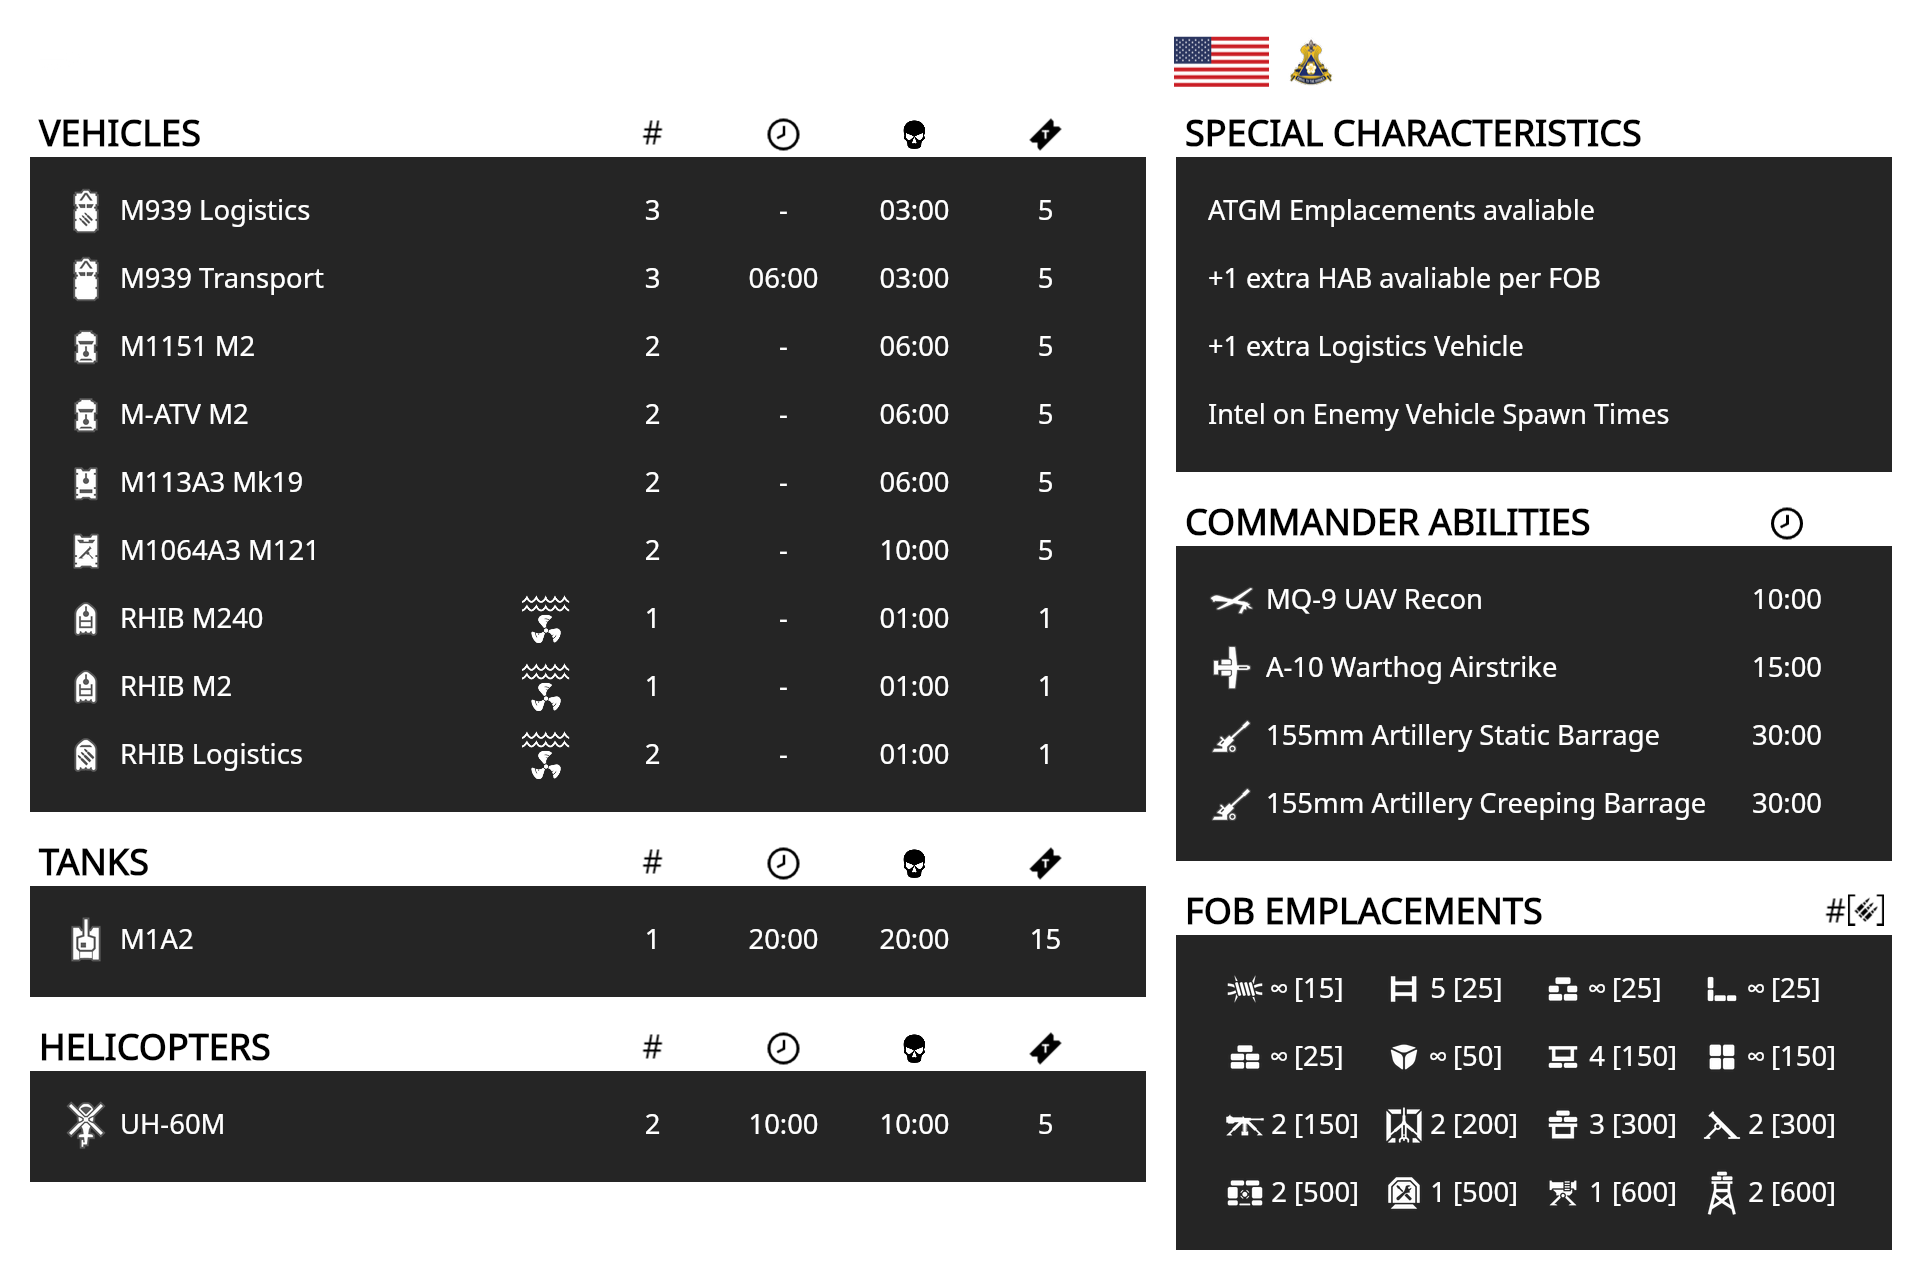 VEHICLES #
M939 Logistics 3 - 03:00 5
M939 Transport 3 06:00 03:00 5
M1151 M2 2 - 06:00 5
M-ATV M2 2 - 06:00 5
M113A3 Mk19 2 - 06:00 5
M1064A3 M121 2 - 10:00 5
RHIB M240 1 - 01:00 1
RHIB M2 1 - 01:00 1
RHIB Logistics 2 - 01:00 1
TANKS #
M1A2 1 20:00 20:00 15
HELICOPTERS #
UH-60M 2 10:00 10:00 5
SPECIAL CHARACTERISTICS
ATGM Emplacements avaliable
+1 extra HAB avaliable per FOB
+1 extra Logistics Vehicle
Intel on Enemy Vehicle Spawn Times
COMMANDER ABILITIES
MQ-9 UAV Recon 10:00
A-10 Warthog Airstrike 15:00
155mm Artillery Static Barrage 30:00
155mm Artillery Creeping Barrage 30:00
FOB EMPLACEMENTS #[]
∞ [15] 5 [25] ∞ [25] ∞ [25]
∞ [25] ∞ [50] 4 [150] ∞ [150]
2 [150] 2 [200] 3 [300] 2 [300]
2 [500] 1 [500] 1 [600] 2 [600]